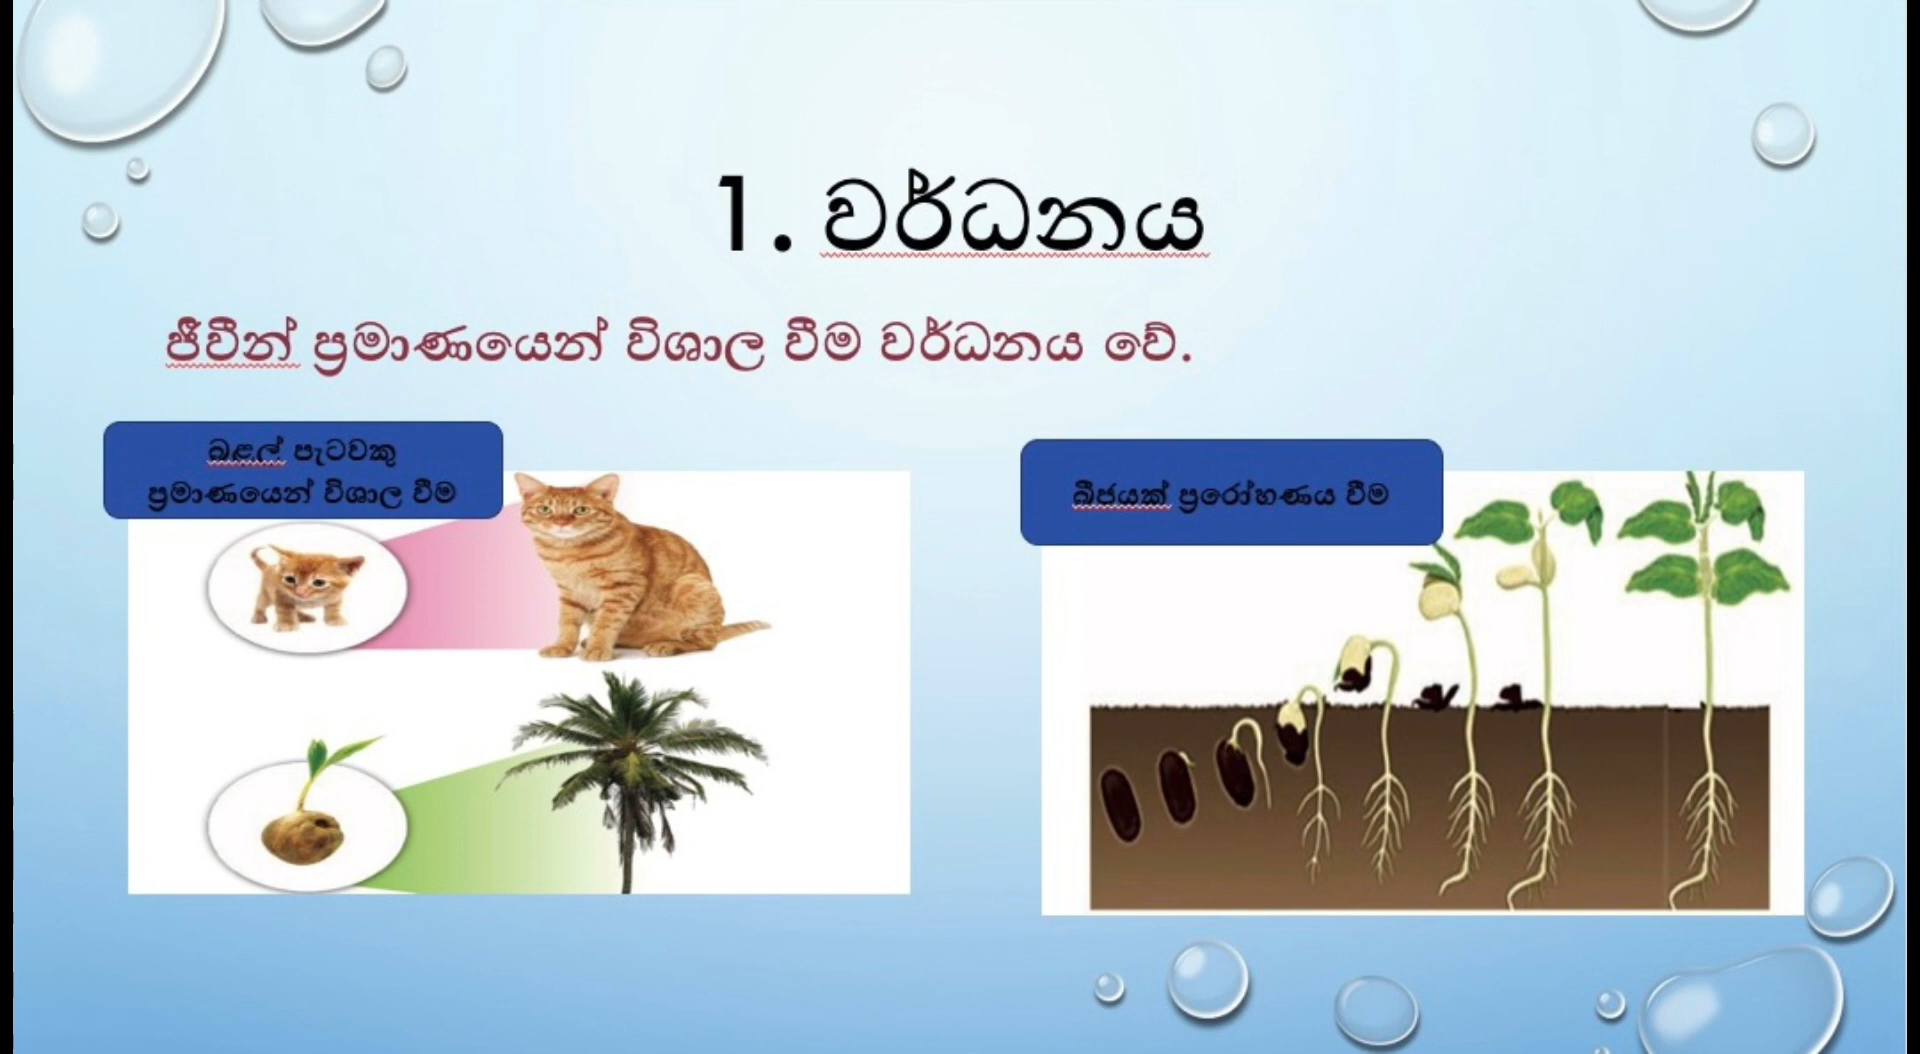 1. වර්ධනය
ජීවීන් ප්‍රමාණයෙන් විශාල වීම වර්ධනය වේ.
බළල් පැටවකු
ප්‍රමාණයෙන් විශාල වීම
බීජයක් ප්‍රරෝහණය වීම